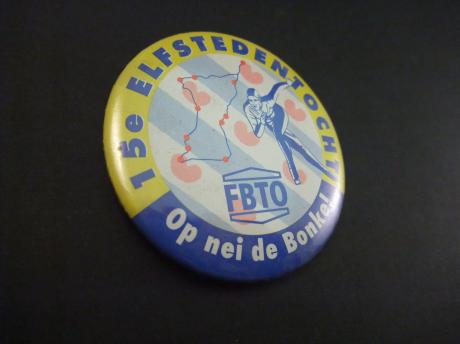 15e ELFSTEDENTOCHT
FBTO
Op nei de Bonke!